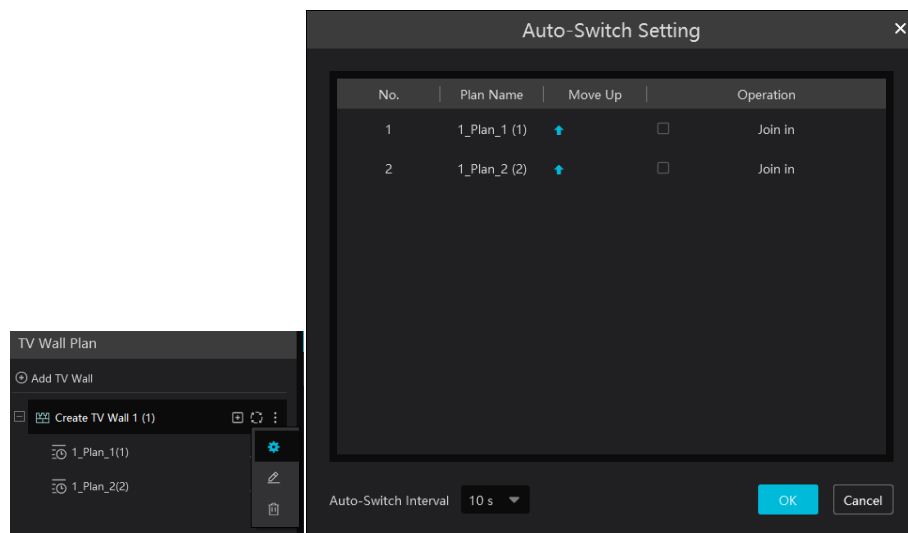 Auto-Switch Setting
No. Plan Name Move Up Operation
1 1_Plan_1 (1) Join in
2 1_Plan_2 (2) Join in
Auto-Switch Interval 10 s OK Cancel
TV Wall Plan
Add TV Wall
Create TV Wall 1 (1)
1_Plan_1(1)
1_Plan_2(2)